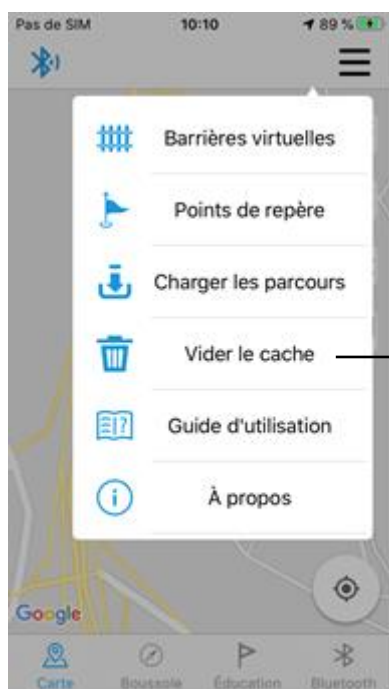 Pas de SIM 10:10 89 %
Barrières virtuelles
Points de repère
Charger les parcours
Vider le cache
Guide d'utilisation
À propos
Google
Carte Boussole Éducation Bluetooth